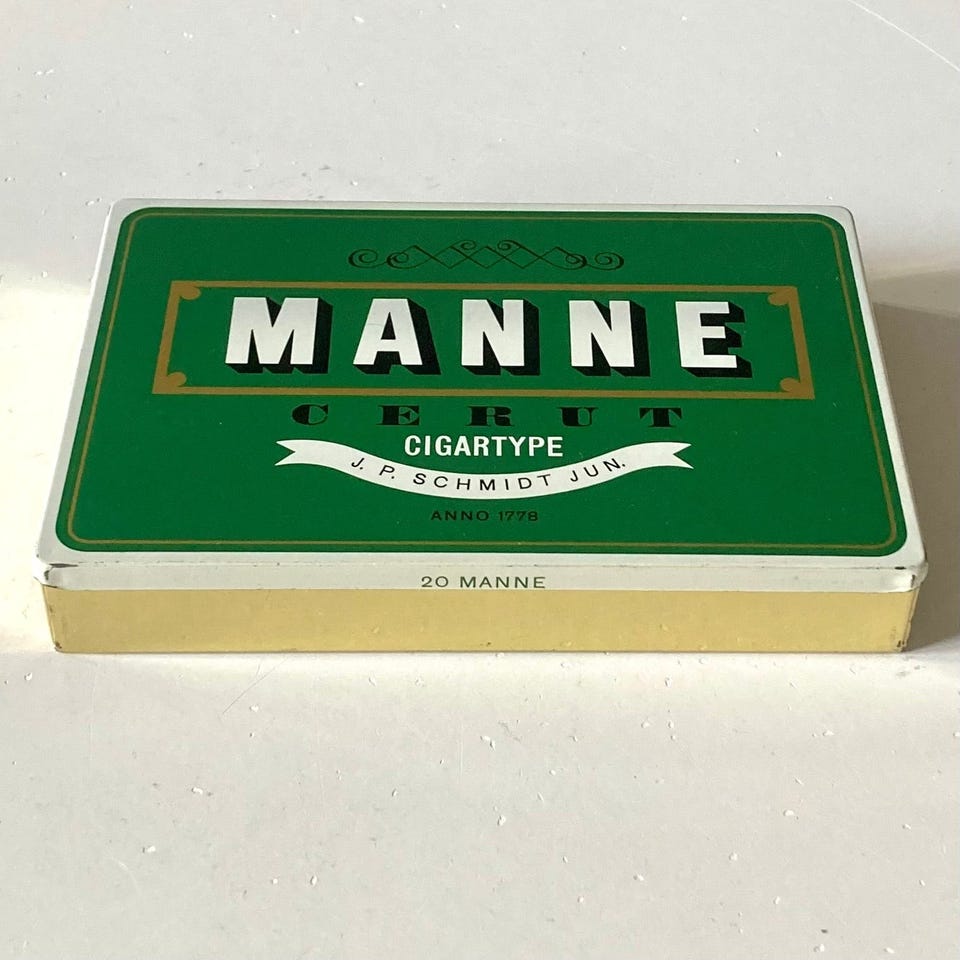 MANNE
CERUT
CIGARTYPE
J. P. SCHMIDT JUN.
ANNO 1778
20 MANNE